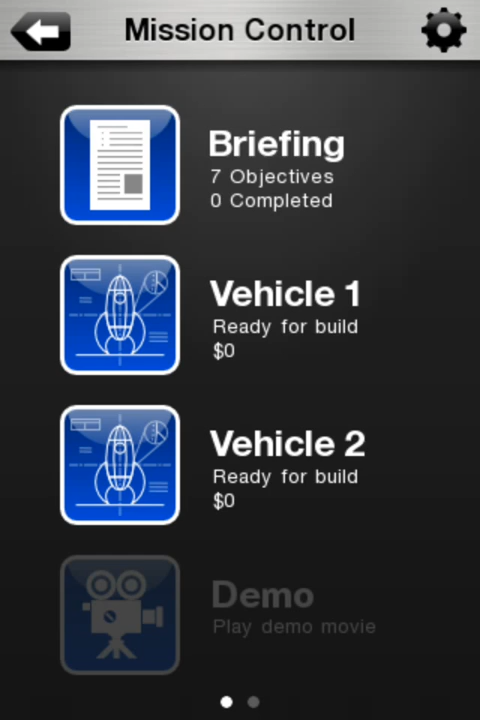 Mission Control
Briefing
7 Objectives
0 Completed
Vehicle 1
Ready for build
$0
Vehicle 2
Ready for build
$0
Demo
Play demo movie